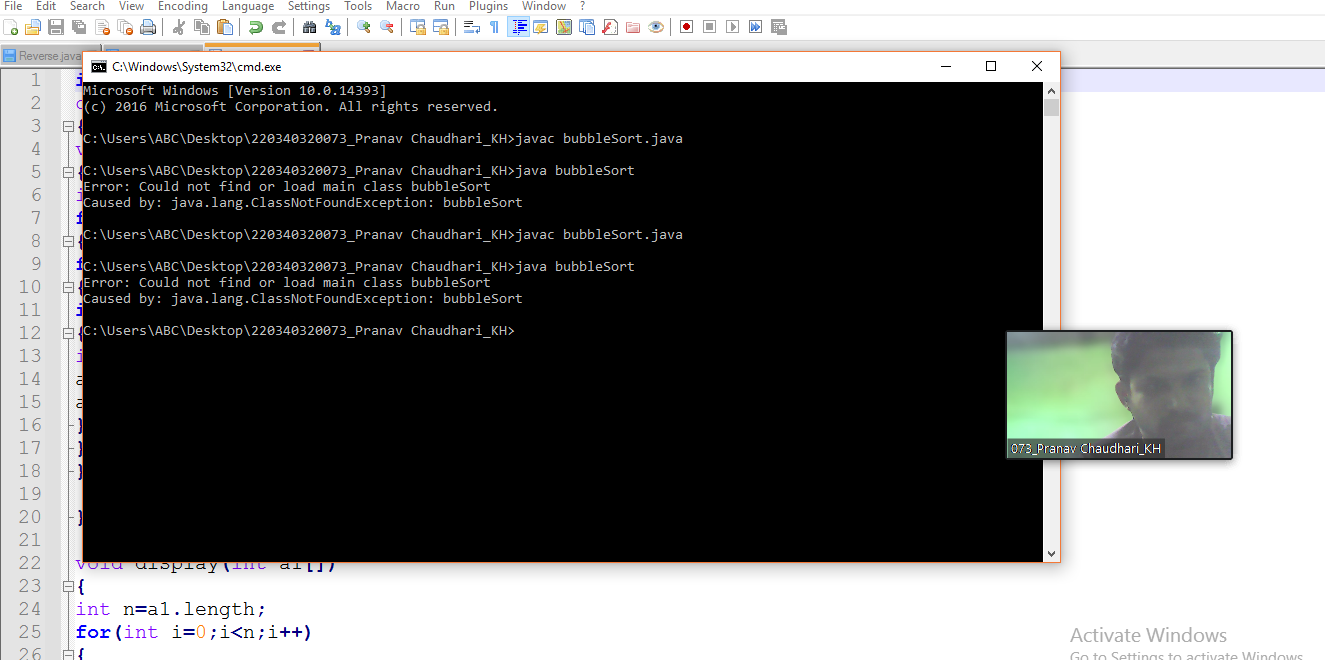 File Edit Search View Encoding Language Settings Tools Macro Run Plugins Window ?
Reverse.java
C:\Windows\System32\cmd.exe
Microsoft Windows [Version 10.0.14393]
(c) 2016 Microsoft Corporation. All rights reserved.
C:\Users\ABC\Desktop\220340320073_Pranav Chaudhari_KH>javac bubbleSort.java
C:\Users\ABC\Desktop\220340320073_Pranav Chaudhari_KH>java bubbleSort
Error: Could not find or load main class bubbleSort
Caused by: java.lang.ClassNotFoundException: bubbleSort
C:\Users\ABC\Desktop\220340320073_Pranav Chaudhari_KH>javac bubbleSort.java
C:\Users\ABC\Desktop\220340320073_Pranav Chaudhari_KH>java bubbleSort
Error: Could not find or load main class bubbleSort
Caused by: java.lang.ClassNotFoundException: bubbleSort
C:\Users\ABC\Desktop\220340320073_Pranav Chaudhari_KH>
073_Pranav Chaudhari_KH
1
2
3
4
5
6
7
8
9
10
11
12
13
14
15
16
17
18
19
20
21
22 void display(int a1[])
23 {
24 int n=a1.length;
25 for(int i=0;i<n;i++)
26 {
Activate Windows
Go to Settings to activate Windows.